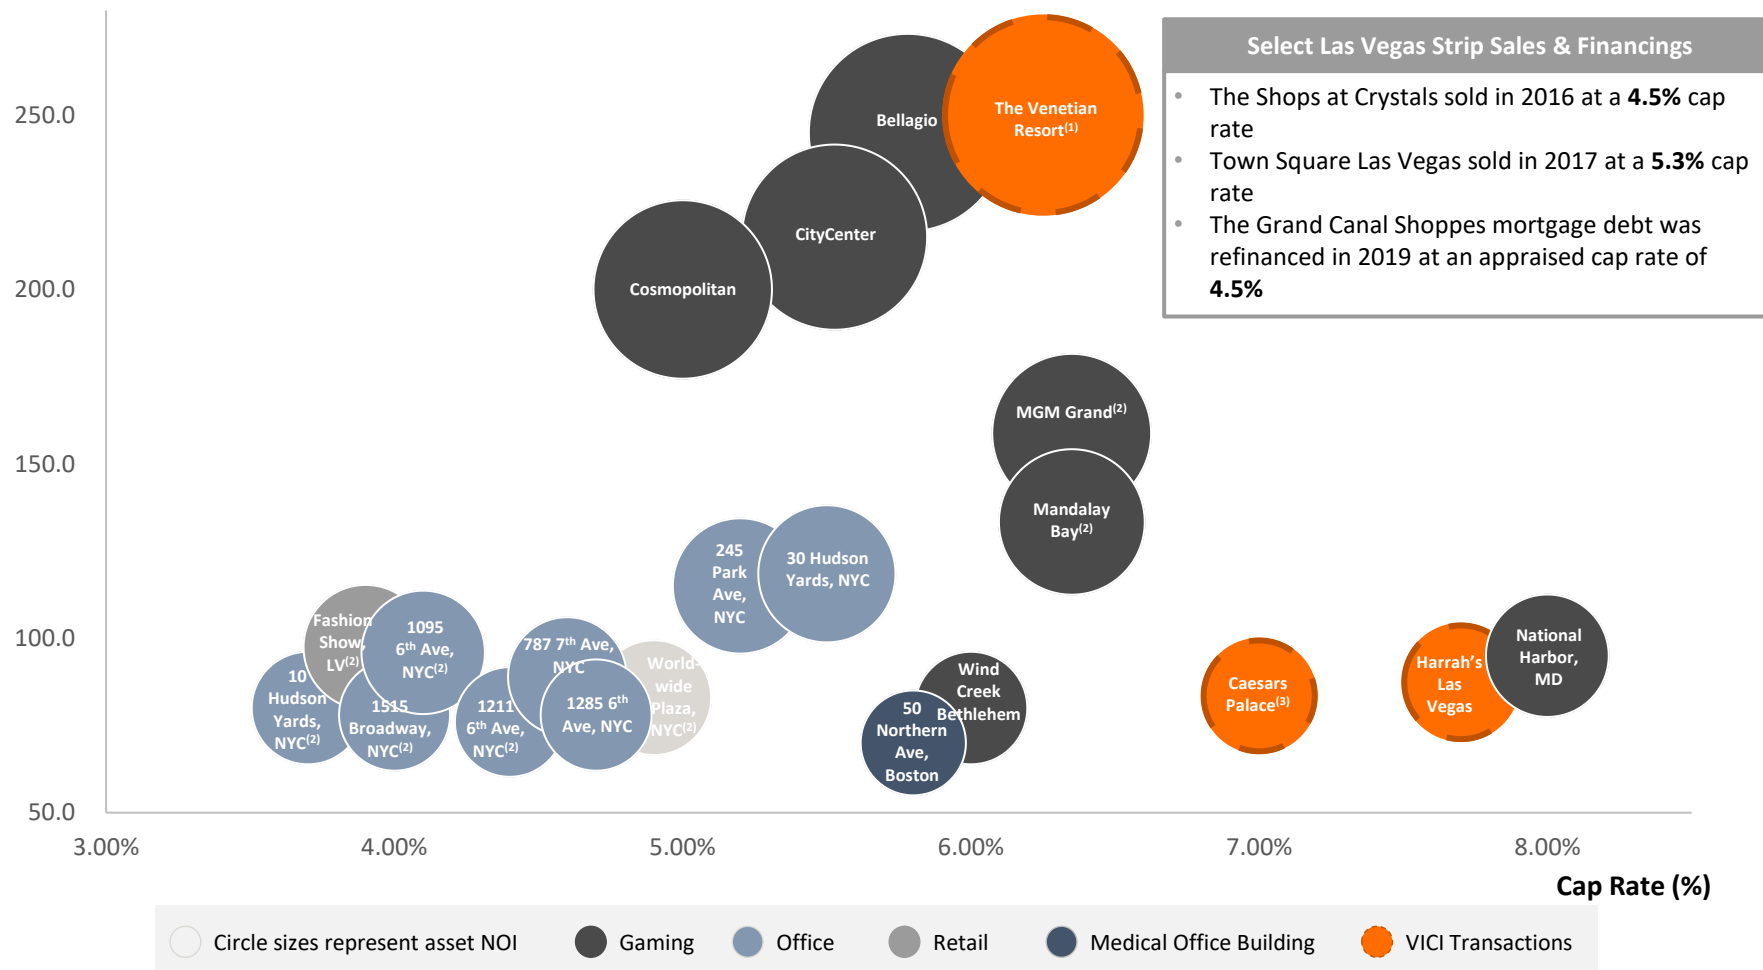 250.0
200.0
150.0
100.0
50.0
3.00%
4.00%
5.00%
6.00%
7.00%
8.00%
Cap Rate (%)
Select Las Vegas Strip Sales & Financings
• The Shops at Crystals sold in 2016 at a 4.5% cap
rate
• Town Square Las Vegas sold in 2017 at a 5.3% cap
rate
• The Grand Canal Shoppes mortgage debt was
refinanced in 2019 at an appraised cap rate of
4.5%
Bellagio
The Venetian
Resort(1)
CityCenter
Cosmopolitan
MGM Grand(2)
Mandalay
Bay(2)
245
Park
Ave,
NYC
30 Hudson
Yards, NYC
Fashion
Show,
LV(2)
10
Hudson
Yards,
NYC(2)
1095
6th Ave,
NYC(2)
1515
Broadway,
NYC(2)
1211
6th Ave,
NYC(2)
787 7th Ave,
NYC
1285 6th
Ave, NYC
World-
wide
Plaza,
NYC(2)
50
Northern
Ave,
Boston
Wind
Creek
Bethlehem
Caesars
Palace(3)
Harrah's
Las
Vegas
National
Harbor,
MD
Circle sizes represent asset NOI
Gaming
Office
Retail
Medical Office Building
VICI Transactions